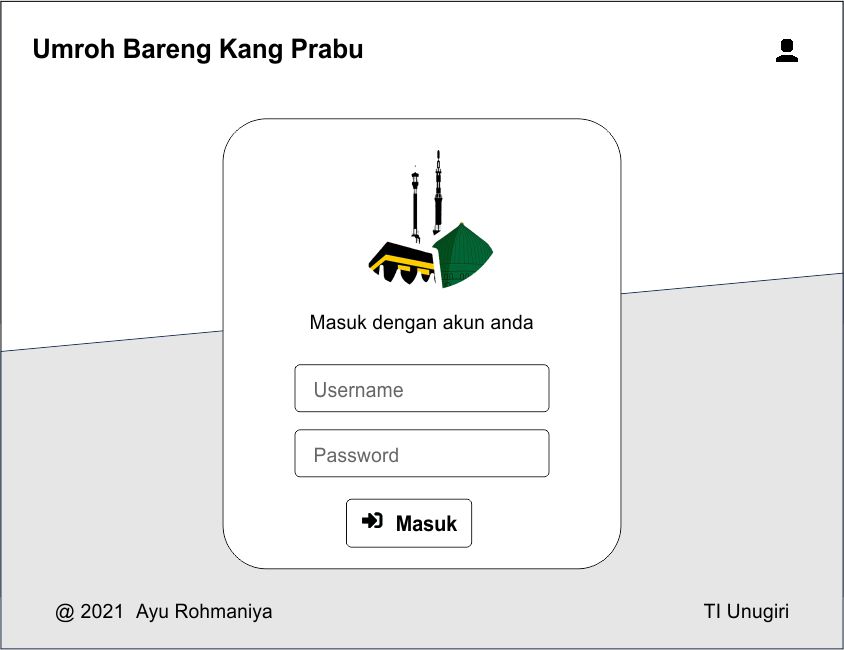 Umroh Bareng Kang Prabu
Masuk dengan akun anda
Username
Password
Masuk
@ 2021 Ayu Rohmaniya
TI Unugiri